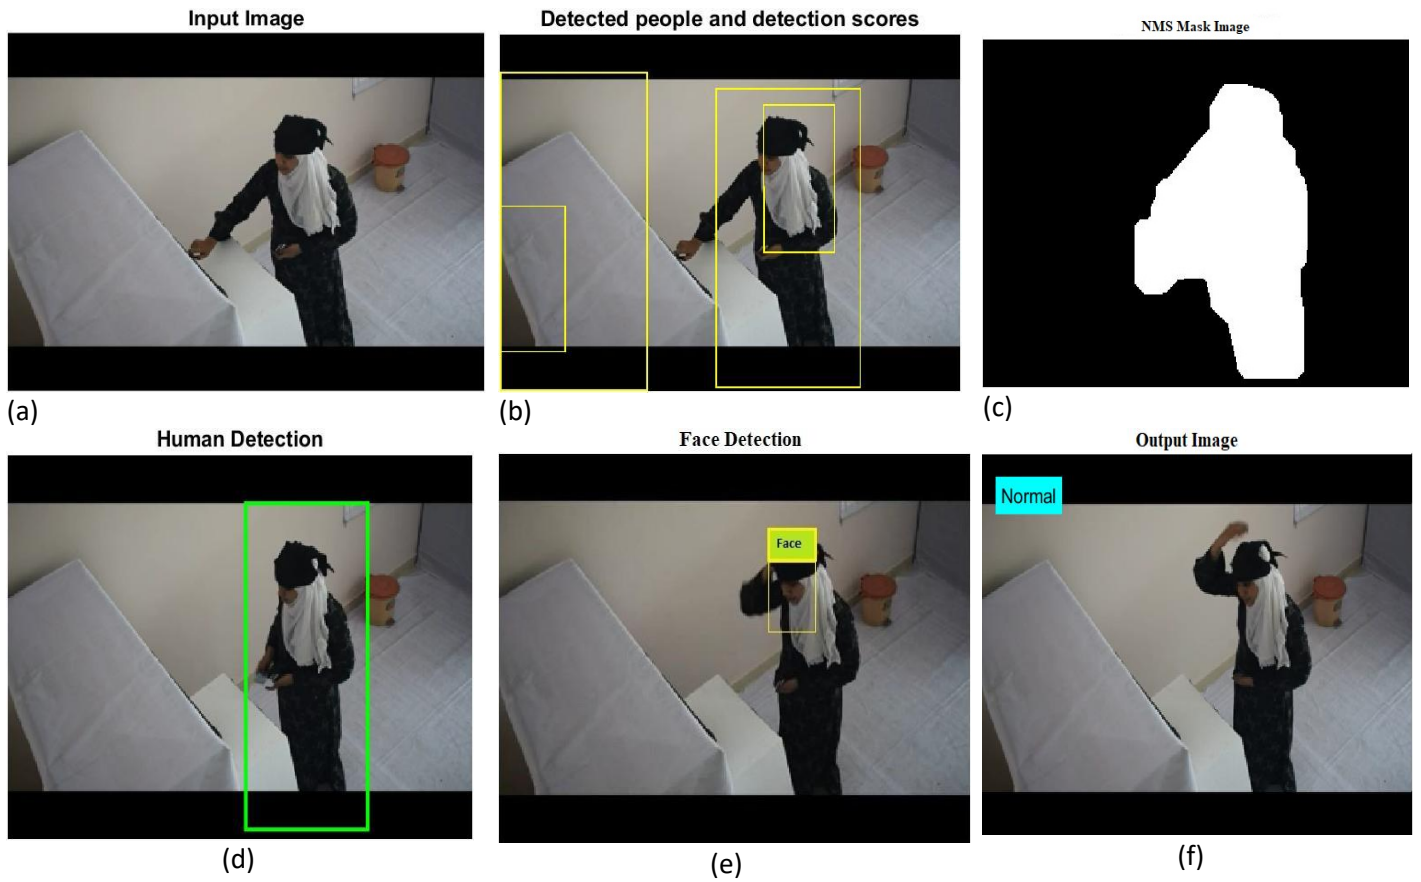 Input Image
Detected people and detection scores
NMS Mask Image
(a)
(b)
(c)
Human Detection
Face Detection
Output Image
Face
Normal
(d)
(e)
(f)